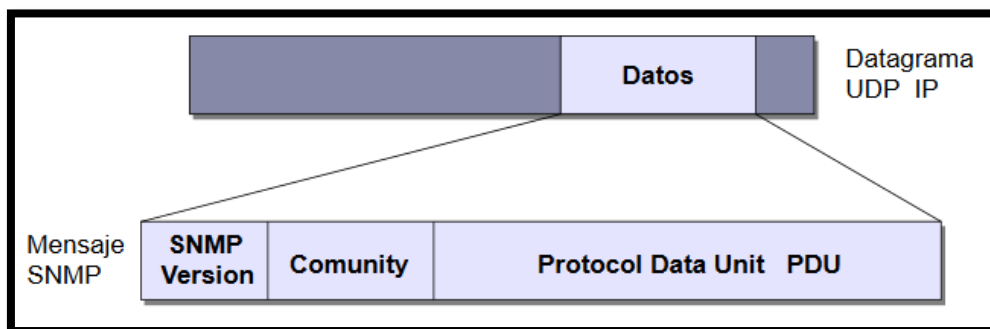 Datos
Datagrama
UDP IP
Mensaje
SNMP
SNMP
Version
Comunity
Protocol Data Unit PDU